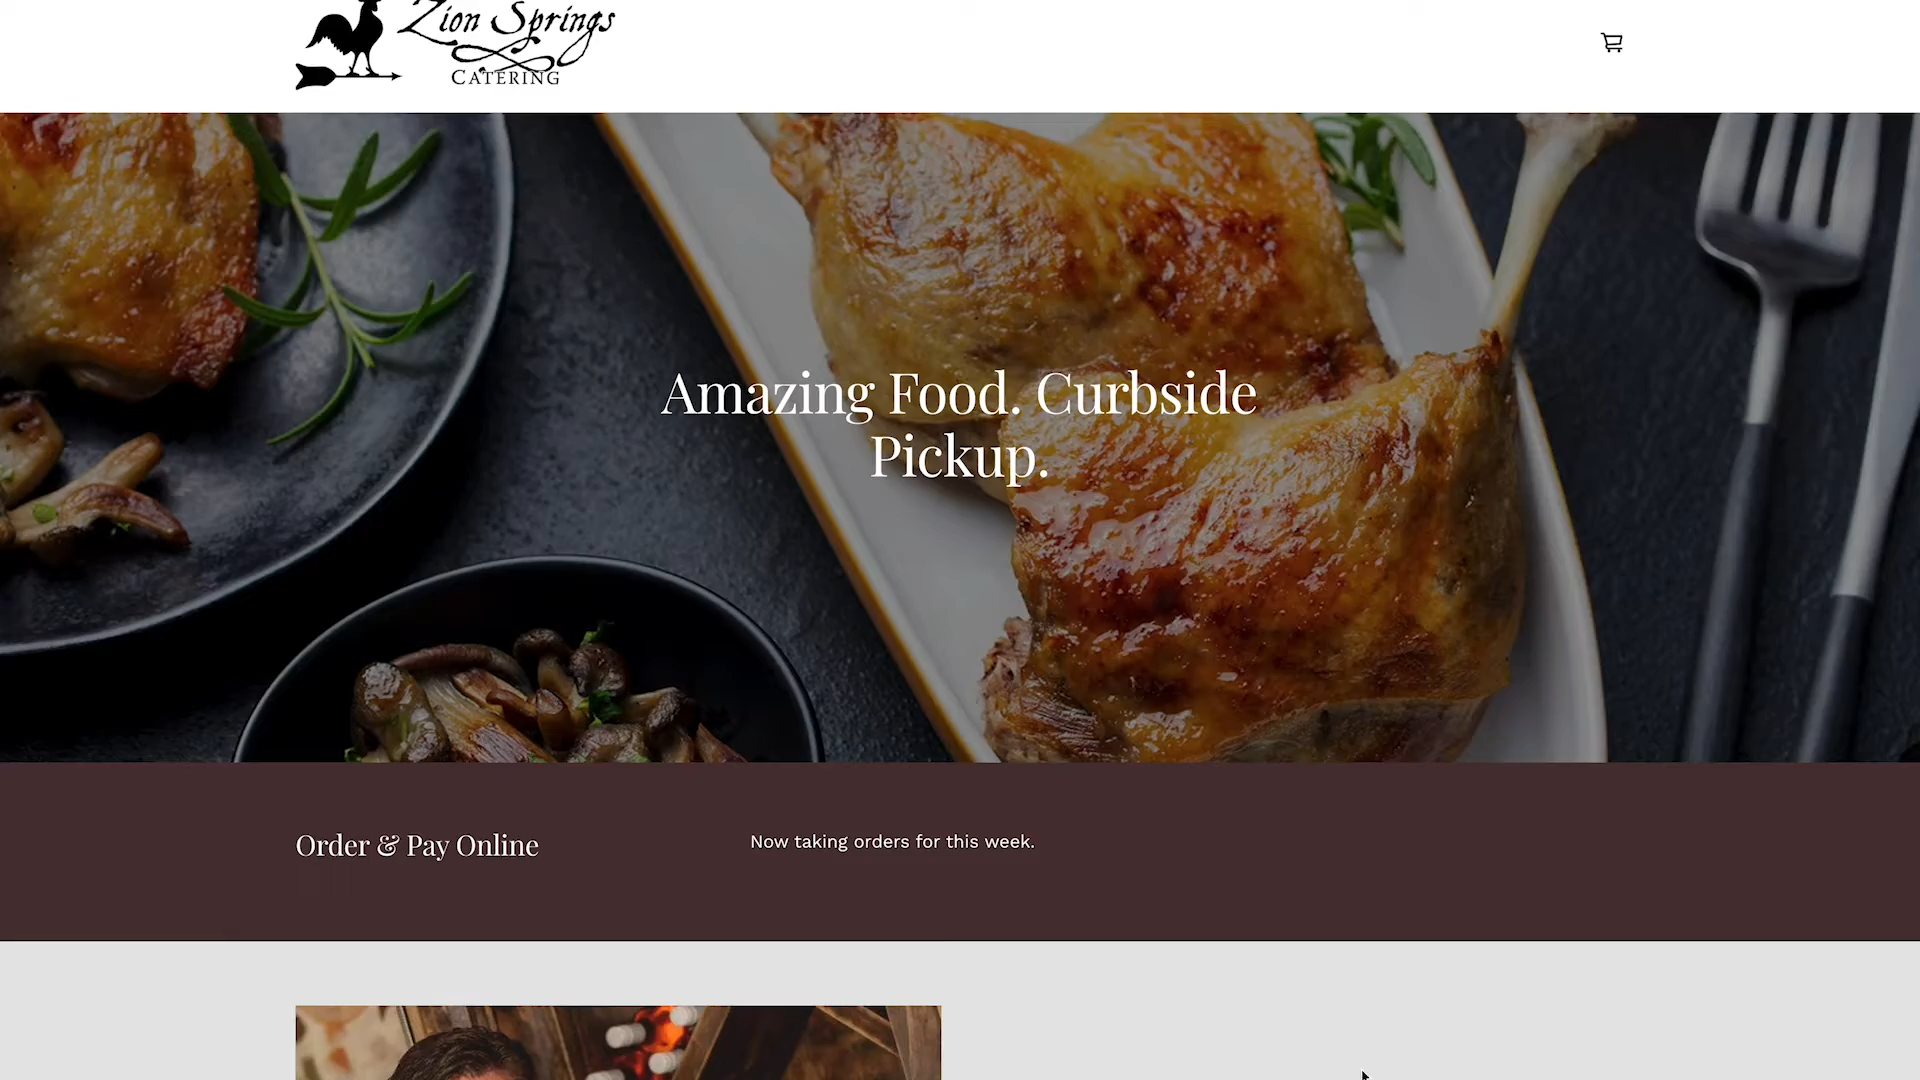 Zion Springs
CATERING
Amazing Food. Curbside
Pickup.
Order & Pay Online
Now taking orders for this week.